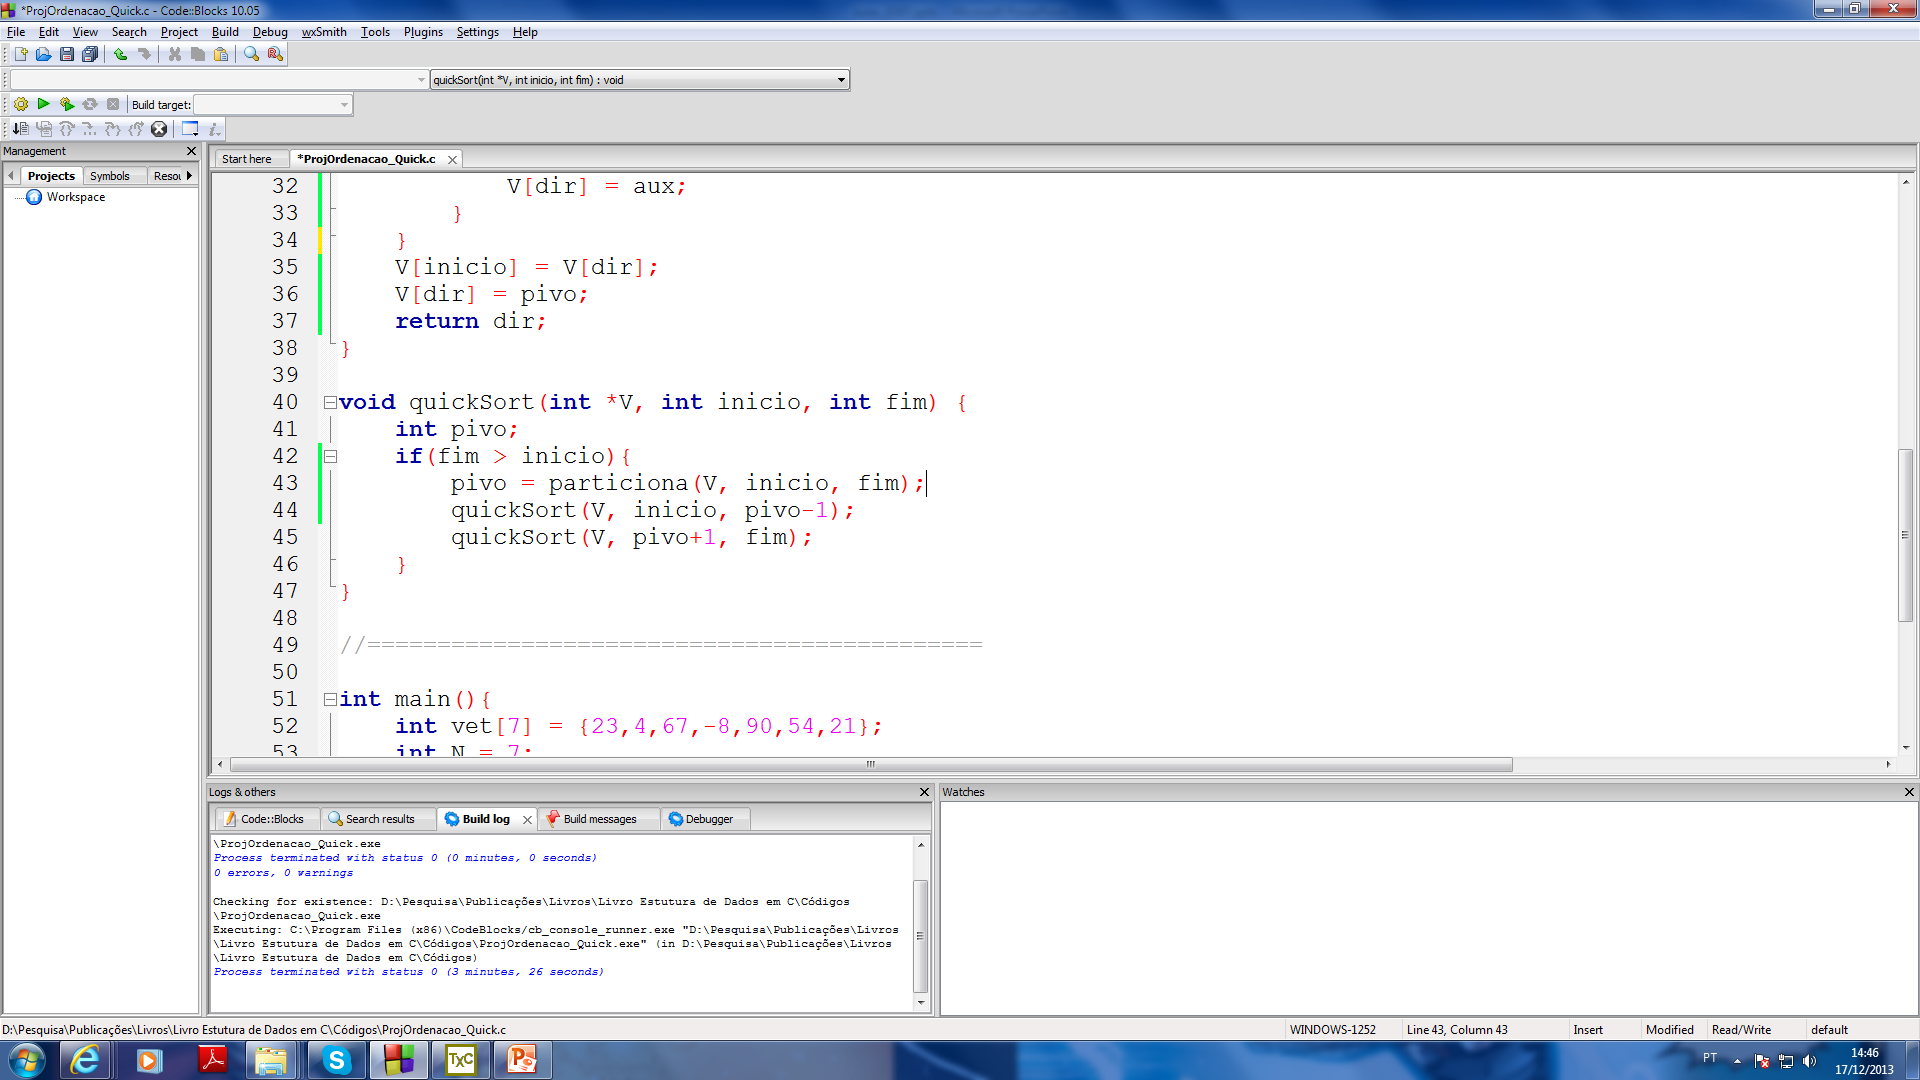 *ProjOrdenacao_Quick.c - Code::Blocks 10.05
File Edit View Search Project Build Debug wxSmith Tools Plugins Settings Help
quickSort(int *V, int inicio, int fim) : void
Build target:
Management
Projects Symbols Resou
Workspace
Start here *ProjOrdenacao_Quick.c
32 V[dir] = aux;
33 }
34 }
35 V[inicio] = V[dir];
36 V[dir] = pivo;
37 return dir;
38 }
39
40 void quickSort(int *V, int inicio, int fim) {
41 int pivo;
42 if(fim > inicio){
43 pivo = particiona(V, inicio, fim);
44 quickSort(V, inicio, pivo-1);
45 quickSort(V, pivo+1, fim);
46 }
47 }
48
49 //============================================
50
51 int main(){
52 int vet[7] = {23,4,67,-8,90,54,21};
53 int N = 7;
Logs & others
Code::Blocks Search results Build log Build messages Debugger
\ProjOrdenacao_Quick.exe
Process terminated with status 0 (0 minutes, 0 seconds)
0 errors, 0 warnings
Checking for existence: D:\Pesquisa\Publicações\Livros\Livro Estutura de Dados em C\Códigos
\ProjOrdenacao_Quick.exe
Executing: C:\Program Files (x86)\CodeBlocks/cb_console_runner.exe "D:\Pesquisa\Publicações\Livros
\Livro Estutura de Dados em C\Códigos\ProjOrdenacao_Quick.exe" (in D:\Pesquisa\Publicações\Livros
\Livro Estutura de Dados em C\Códigos)
Process terminated with status 0 (3 minutes, 26 seconds)
Watches
D:\Pesquisa\Publicações\Livros\Livro Estutura de Dados em C\Códigos\ProjOrdenacao_Quick.c
WINDOWS-1252 Line 43, Column 43 Insert Modified Read/Write default
TXC
PT
14:46
17/12/2013